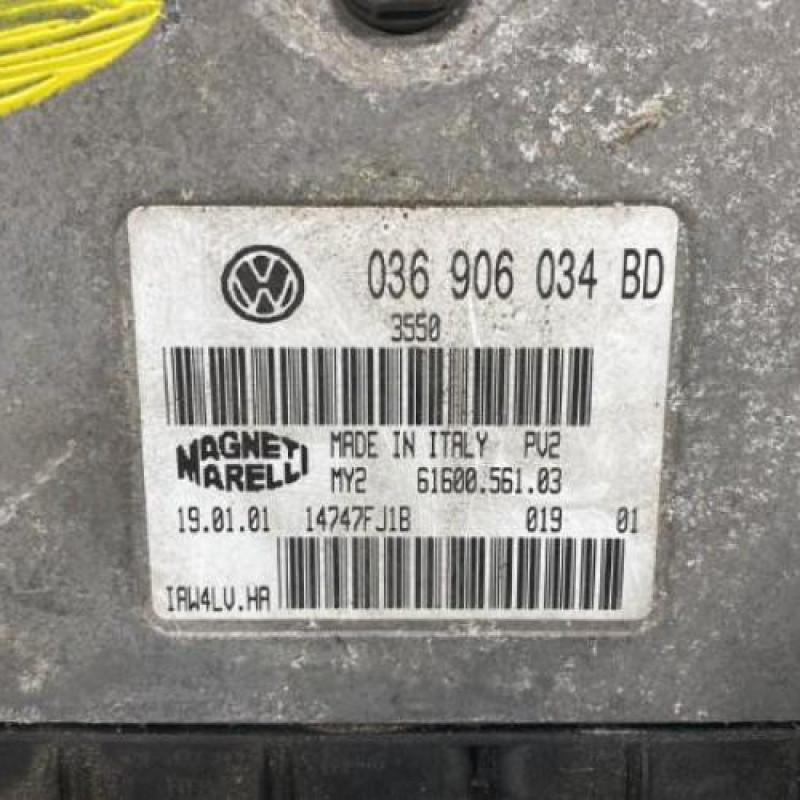 036 906 034 BD
3550
MAGNETI MARELLI
MADE IN ITALY PV2
MY2 61600.561.03
19.01.01 14747FJ1B 019 01
IAW4LV.HA